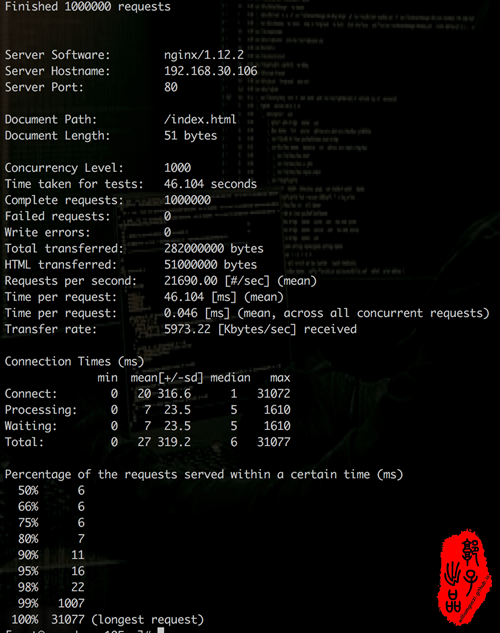 Finished 1000000 requests
Server Software: nginx/1.12.2
Server Hostname: 192.168.30.106
Server Port: 80
Document Path: /index.html
Document Length: 51 bytes
Concurrency Level: 1000
Time taken for tests: 46.104 seconds
Complete requests: 1000000
Failed requests: 0
Write errors: 0
Total transferred: 282000000 bytes
HTML transferred: 51000000 bytes
Requests per second: 21690.00 [#/sec] (mean)
Time per request: 46.104 [ms] (mean)
Time per request: 0.046 [ms] (mean, across all concurrent requests)
Transfer rate: 5973.22 [Kbytes/sec] received
Connection Times (ms)
min mean[+/-sd] median max
Connect: 0 20 316.6 1 31072
Processing: 0 7 23.5 5 1610
Waiting: 0 7 23.5 5 1610
Total: 0 27 319.2 6 31077
Percentage of the requests served within a certain time (ms)
50% 6
66% 6
75% 6
80% 7
90% 11
95% 16
98% 22
99% 1007
100% 31077 (longest request)